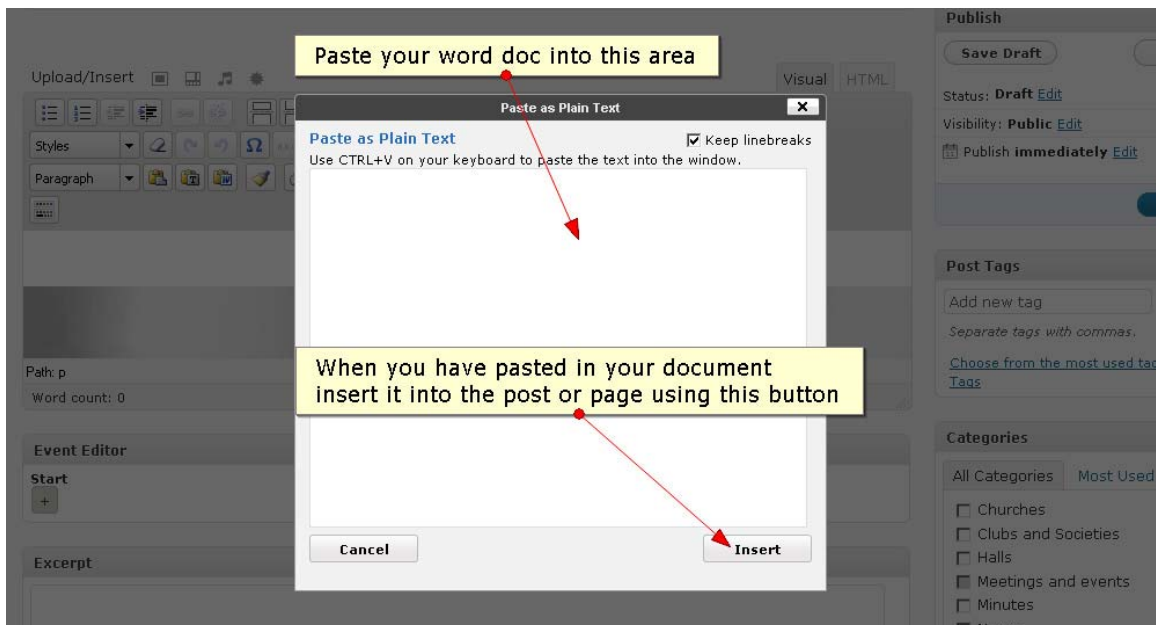 Publish
Paste your word doc into this area
Save Draft
Upload/Insert
Visual HTML
Status: Draft Edit
Paste as Plain Text
Visibility: Public Edit
Paste as Plain Text
Keep linebreaks
Use CTRL+V on your keyboard to paste the text into the window.
Styles
Publish immediately Edit
Paragraph
Post Tags
Add new tag
Separate tags with commas.
Choose from the most used
Tags
Path: p
Word count: 0
When you have pasted in your document
insert it into the post or page using this button
Event Editor
Start
+
Categories
All Categories Most Used
Churches
Clubs and Societies
Halls
Meetings and events
Minutes
Cancel
Insert
Excerpt